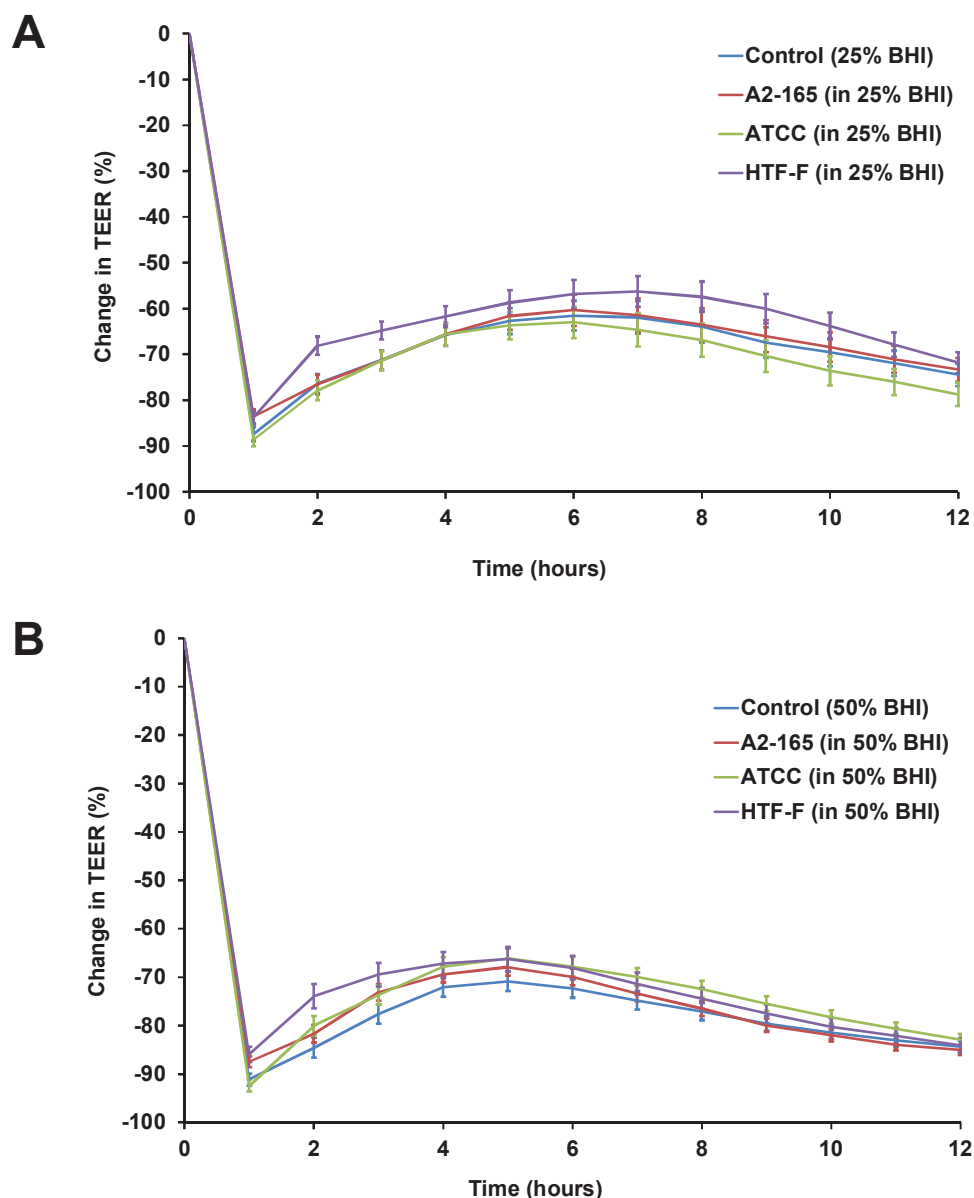 A
0
-10
-20
-30
-40
-50
-60
-70
-80
-90
-100
Change in TEER (%)
Control (25% BHI)
A2-165 (in 25% BHI)
ATCC (in 25% BHI)
HTF-F (in 25% BHI)
0 2 4 6 8 10 12
Time (hours)
B
0
-10
-20
-30
-40
-50
-60
-70
-80
-90
-100
Change in TEER (%)
Control (50% BHI)
A2-165 (in 50% BHI)
ATCC (in 50% BHI)
HTF-F (in 50% BHI)
0 2 4 6 8 10 12
Time (hours)